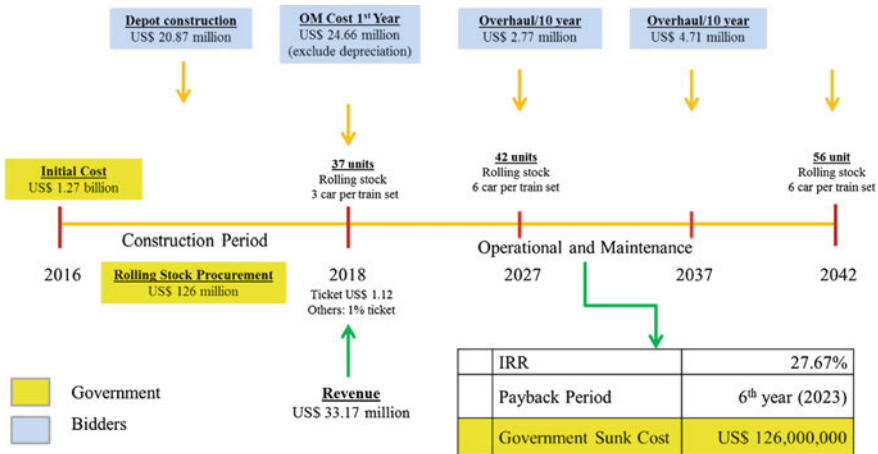 Depot construction
US$ 20.87 million
OM Cost 1st Year
US$ 24.66 million
(exclude depreciation)
Overhaul/10 year
US$ 2.77 million
Overhaul/10 year
US$ 4.71 million
Initial Cost
US$ 1.27 billion
37 units
Rolling stock
3 car per train set
42 units
Rolling stock
6 car per train set
56 unit
Rolling stock
6 car per train set
Construction Period
Operational and Maintenance
2016
2018
2027
2037
2042
Rolling Stock Procurement
US$ 126 million
Ticket US$ 1.12
Others: 1% ticket
Revenue
US$ 33.17 million
Government
Bidders
IRR 27.67%
Payback Period 6th year (2023)
Government Sunk Cost US$ 126,000,000